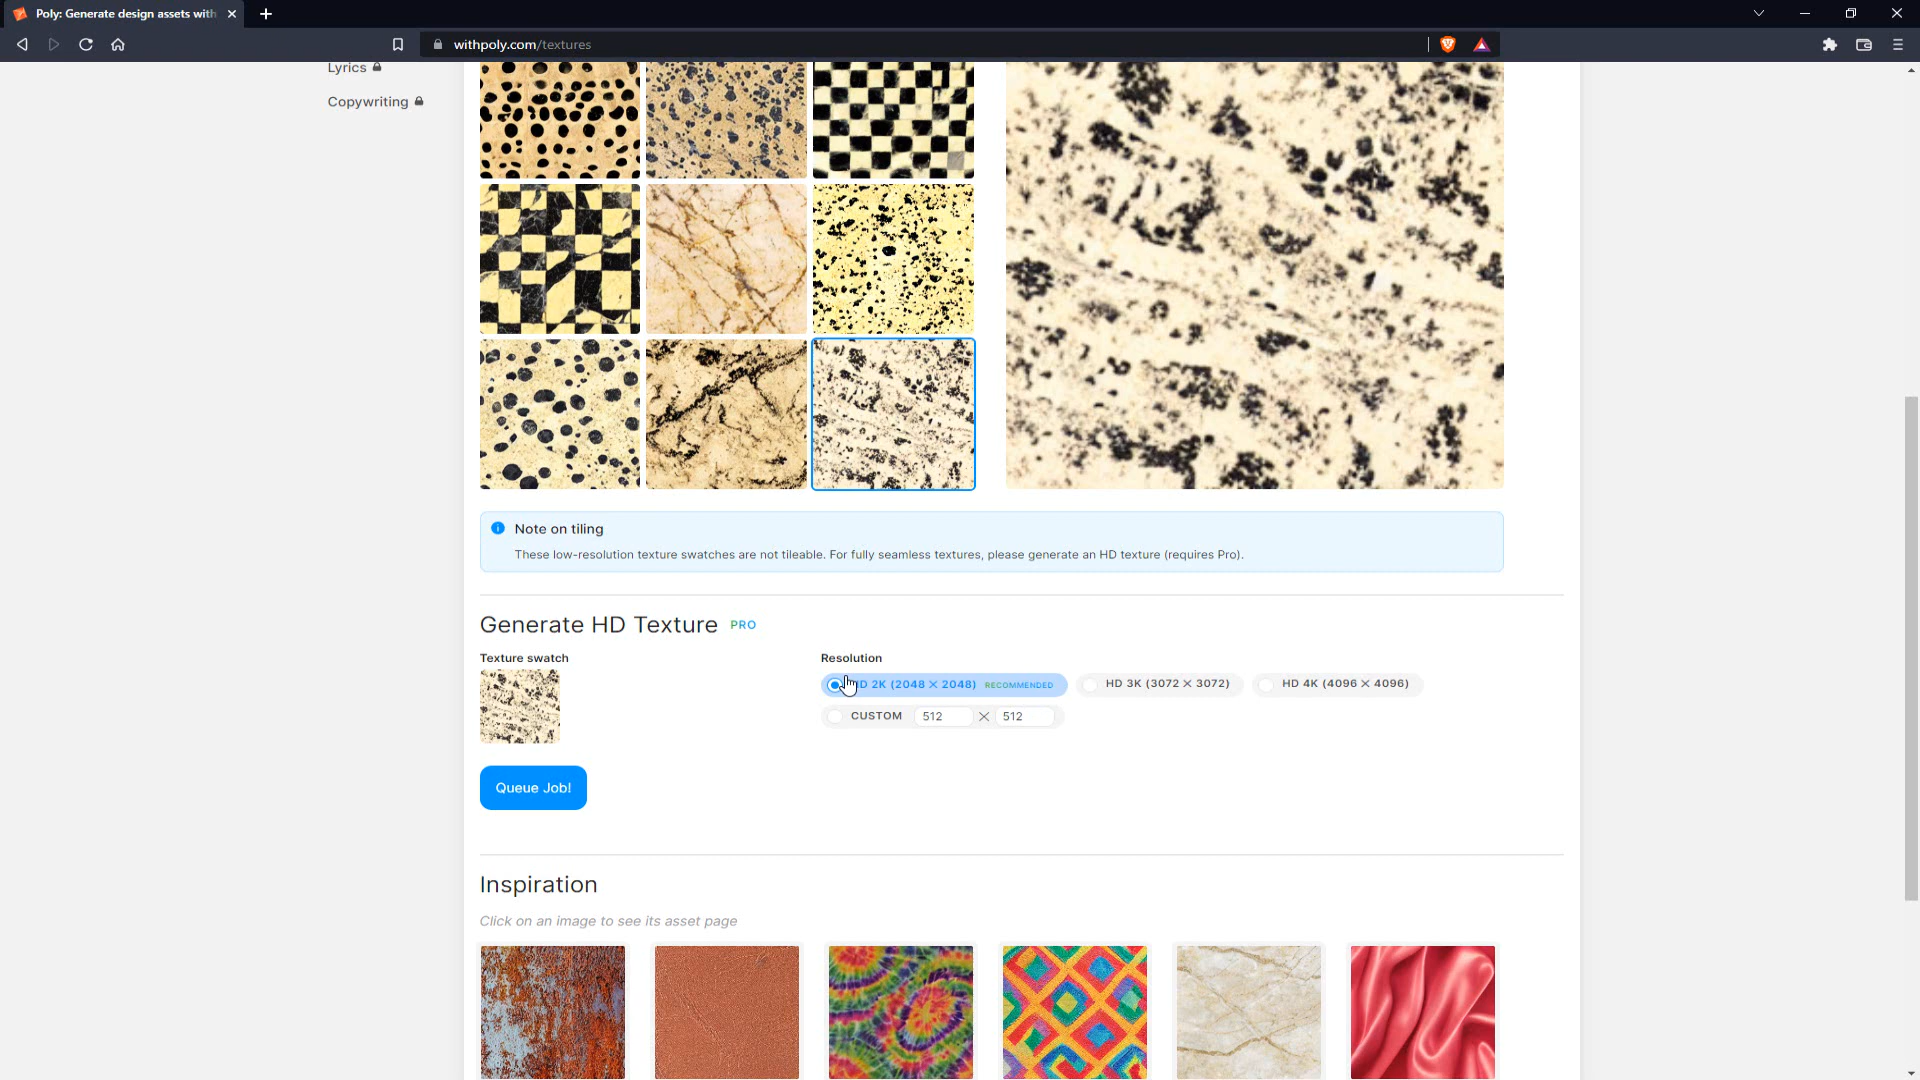 Poly: Generate design assets with
withpoly.com/textures
Lyrics
Copywriting
Note on tiling
These low-resolution texture swatches are not tileable. For fully seamless textures, please generate an HD texture (requires Pro).
Generate HD Texture PRO
Texture swatch
Resolution
HD 2K (2048 × 2048) RECOMMENDED
HD 3K (3072 × 3072)
HD 4K (4096 × 4096)
CUSTOM 512 × 512
Queue Job!
Inspiration
Click on an image to see its asset page